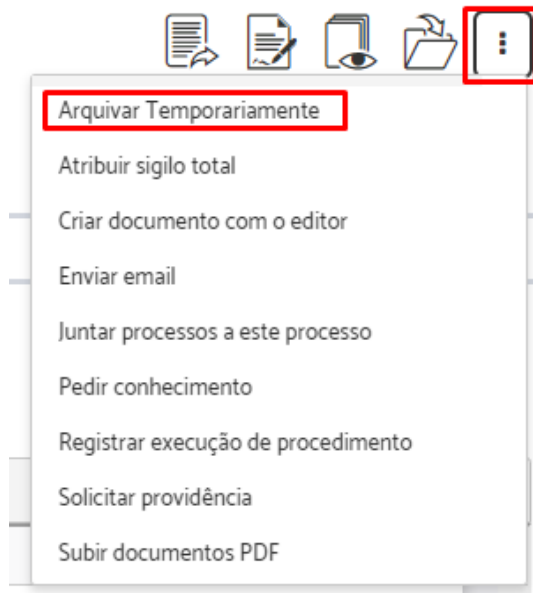 Arquivar Temporariamente
Atribuir sigilo total
Criar documento com o editor
Enviar email
Juntar processos a este processo
Pedir conhecimento
Registrar execução de procedimento
Solicitar providência
Subir documentos PDF